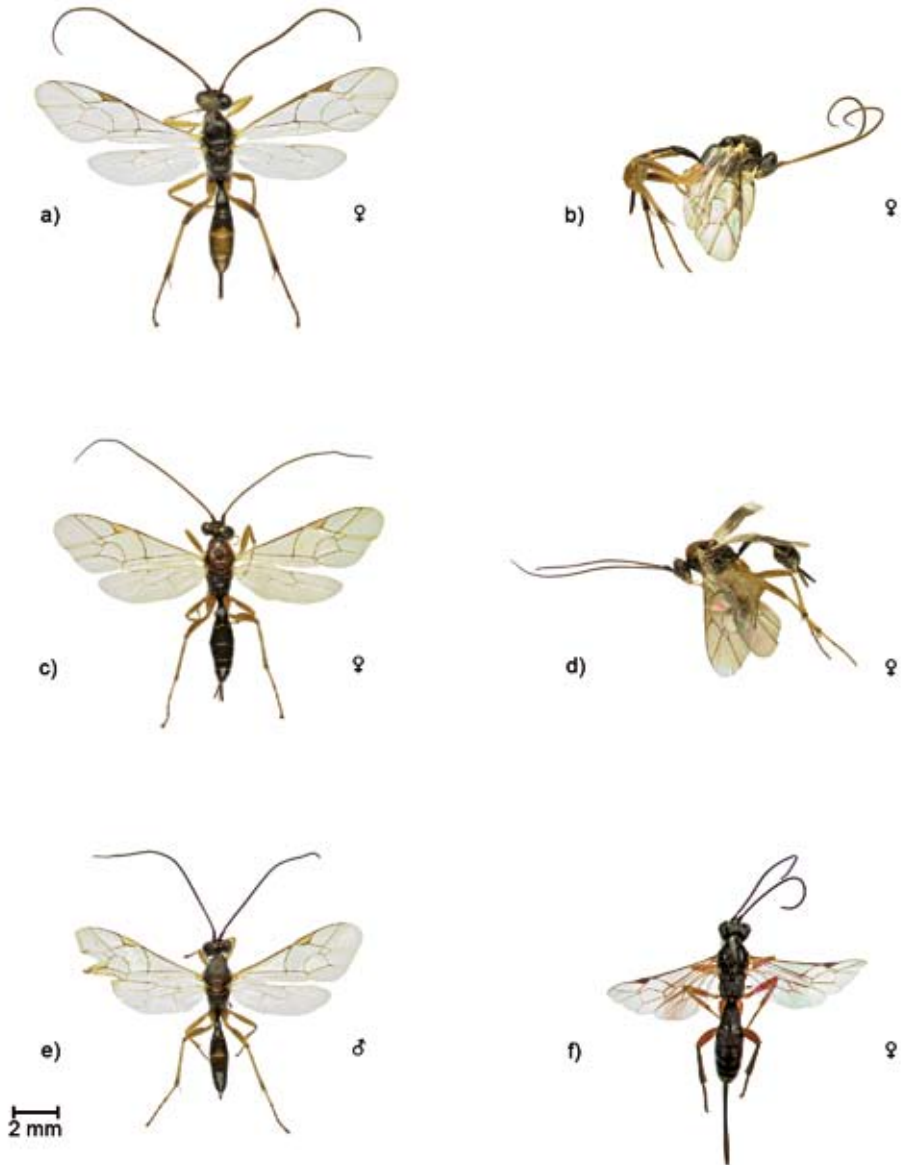 a) ♀
b) ♀
c) ♀
d) ♀
e) ♂
f) ♀
2 mm